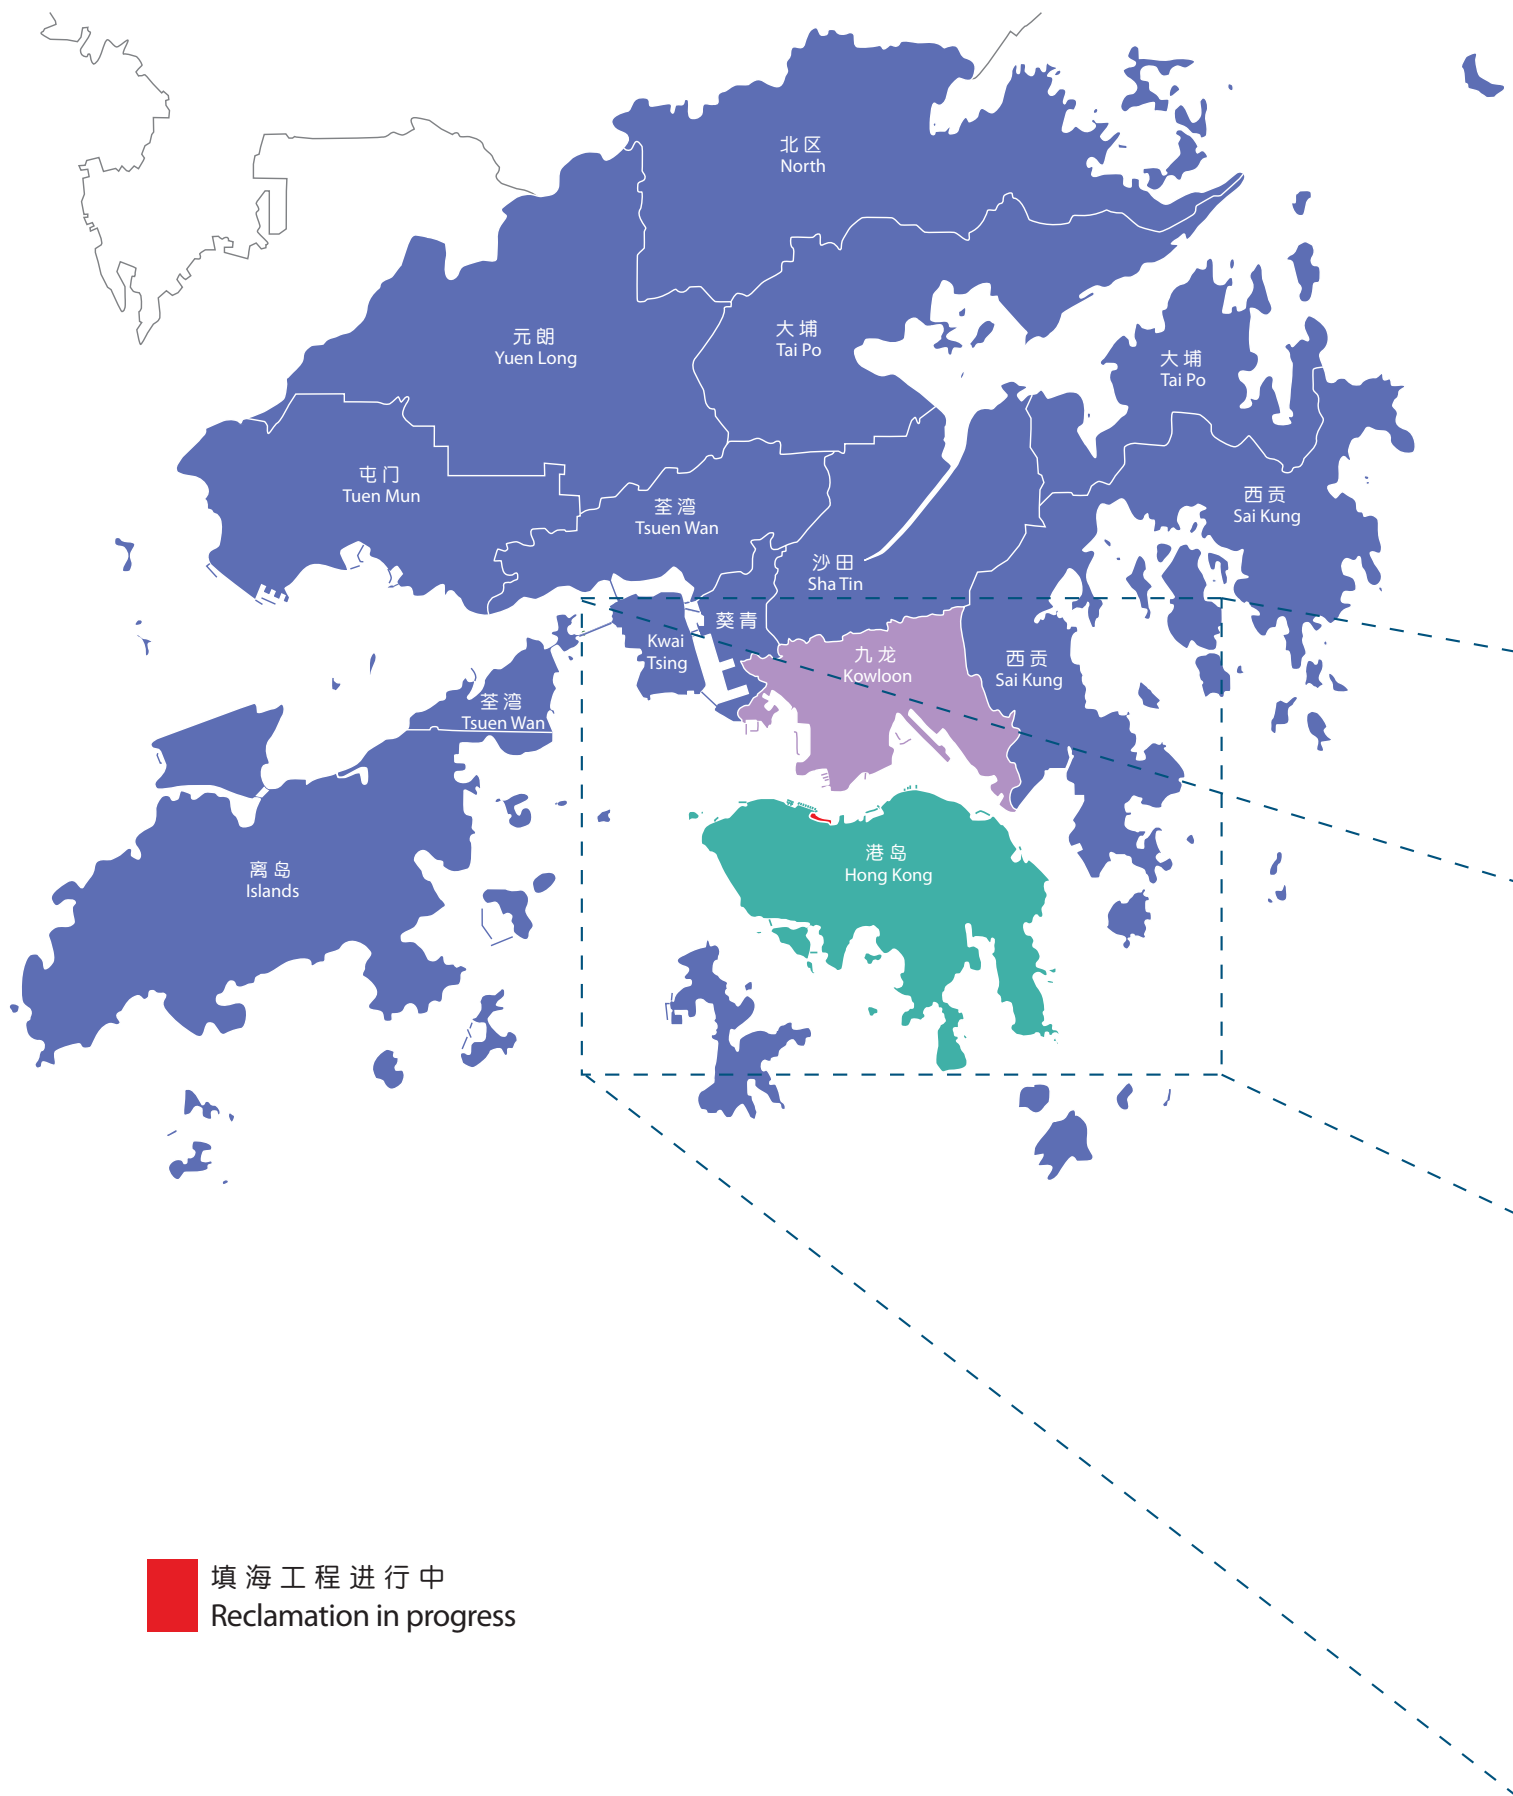 北区
North
元朗
Yuen Long
大埔
Tai Po
大埔
Tai Po
屯门
Tuen Mun
荃湾
Tsuen Wan
西贡
Sai Kung
沙田
Sha Tin
葵青
Kwai
Tsing
九龙
Kowloon
西贡
Sai Kung
荃湾
Tsuen Wan
港岛
Hong Kong
离岛
Islands
填海工程进行中
Reclamation in progress